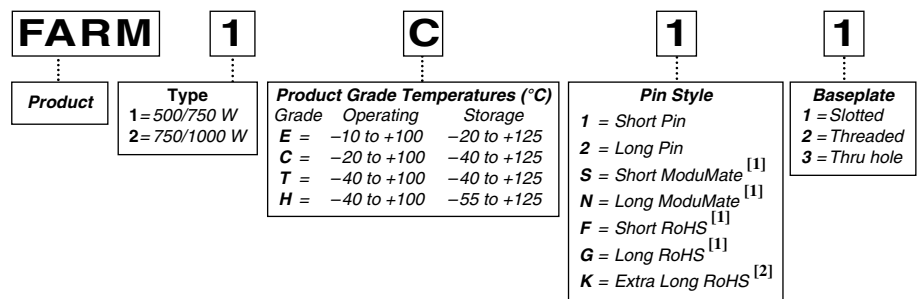 FARM 1 C 1 1
Product
Type
1=500/750 W
2=750/1000 W
Product Grade Temperatures (°C)
Grade Operating Storage
E = –10 to +100 –20 to +125
C = –20 to +100 –40 to +125
T = –40 to +100 –40 to +125
H = –40 to +100 –55 to +125
Pin Style
1 = Short Pin
2 = Long Pin
S = Short ModuMate [1]
N = Long ModuMate [1]
F = Short RoHS [1]
G = Long RoHS [1]
K = Extra Long RoHS [2]
Baseplate
1 = Slotted
2 = Threaded
3 = Thru hole